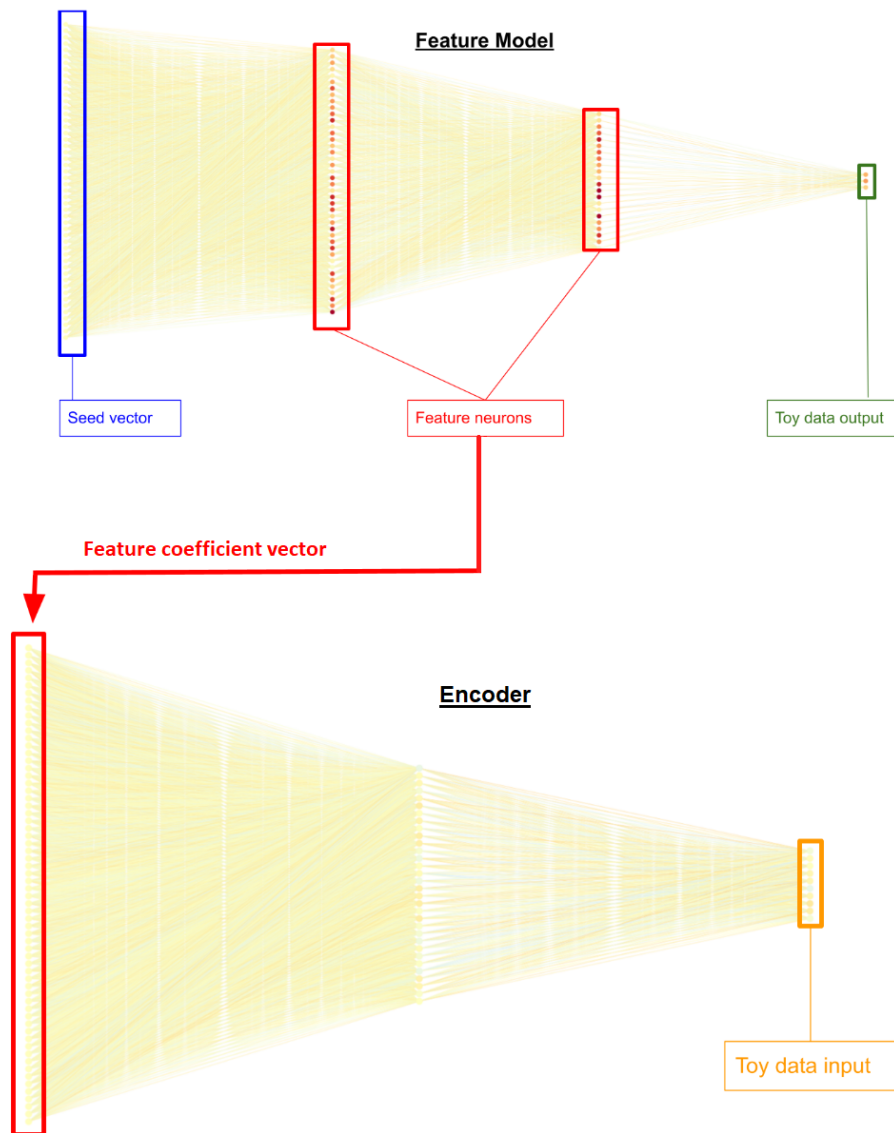 Feature Model
Seed vector
Feature neurons
Toy data output
Feature coefficient vector
Encoder
Toy data input